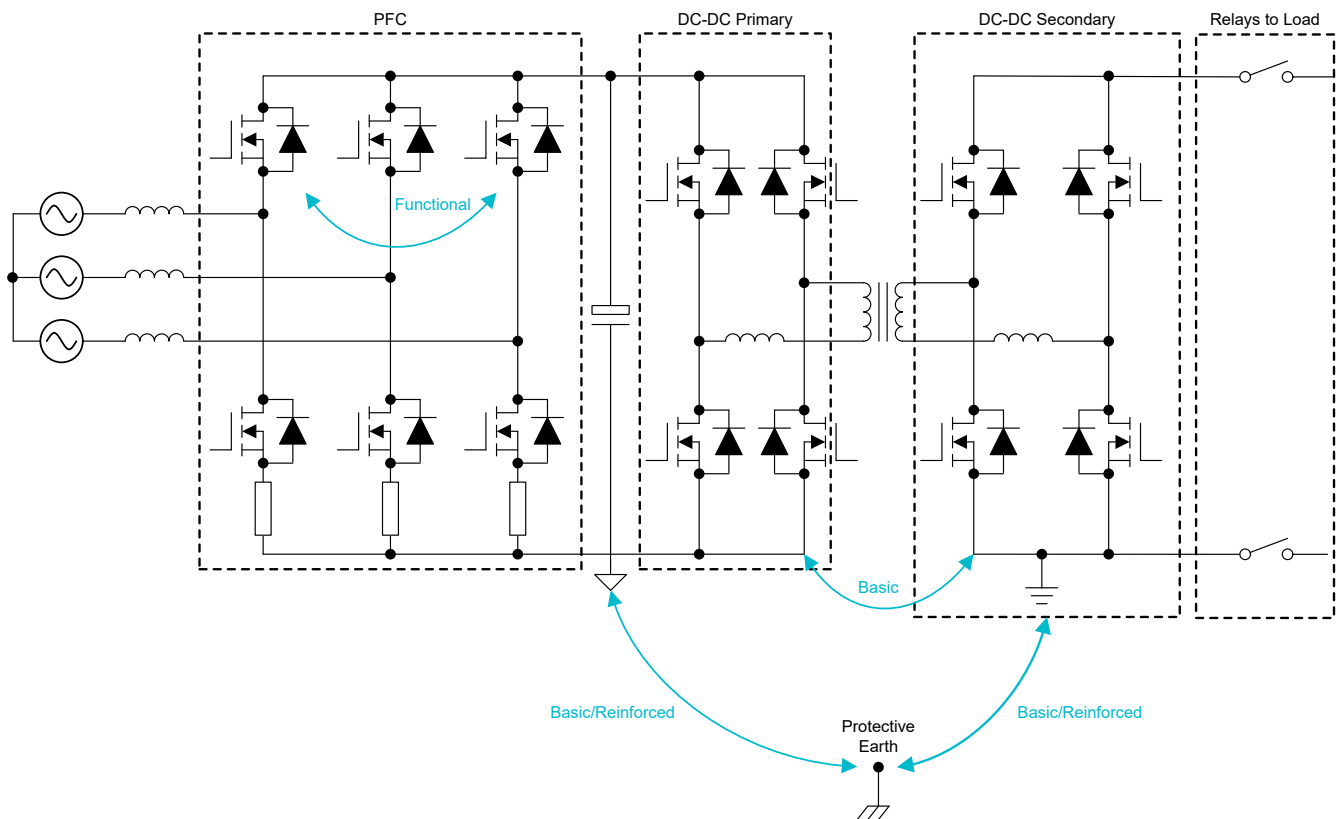 PFC
DC-DC Primary
DC-DC Secondary
Relays to Load
Functional
Basic
Basic/Reinforced
Basic/Reinforced
Protective
Earth